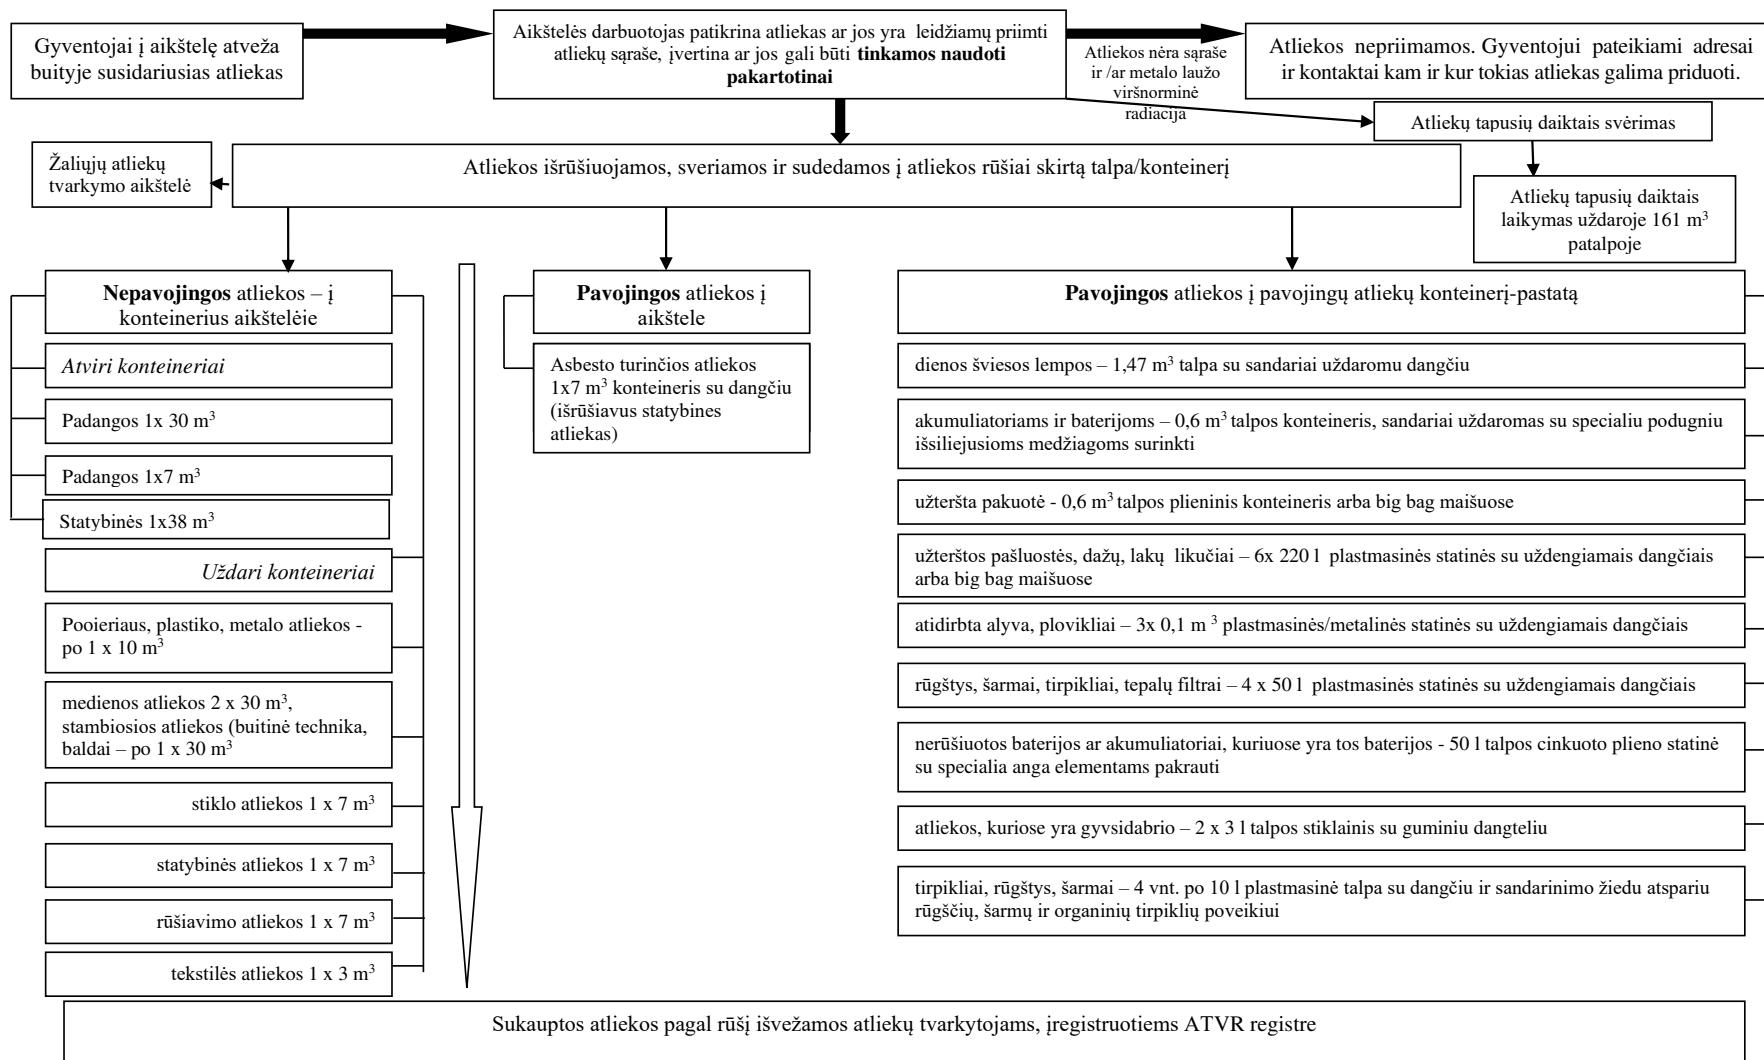 Gyventojai į aikštelę atveža
buityje susidariusias atliekas
Aikštelės darbuotojas patikrina atliekas ar jos yra leidžiamų priimti
atliekų sąraše, įvertina ar jos gali būti tinkamos naudoti
pakartotinai
Atliekos nėra sąraše
ir /ar metalo laužo
viršnorminė
radiacija
Atliekos nepriimamos. Gyventojui pateikiami adresai
ir kontaktai kam ir kur tokias atliekas galima priduoti.
Atliekų tapusių daiktais svėrimas
Žaliųjų atliekų
tvarkymo aikštelė
Atliekos išrūšiuojamos, sveriamos ir sudedamos į atliekos rūšiai skirtą talpa/konteinerį
Atliekų tapusių daiktais
laikymas uždaroje 161 m³
patalpoje
Nepavojingos atliekos – į
konteinerius aikštelėje
Atviri konteineriai
Padangos 1x 30 m³
Padangos 1x7 m³
Statybinės 1x38 m³
Uždari konteineriai
Pooieriaus, plastiko, metalo atliekos -
po 1 x 10 m³
medienos atliekos 2 x 30 m³,
stambiosios atliekos (buitinė technika,
baldai – po 1 x 30 m³
stiklo atliekos 1 x 7 m³
statybinės atliekos 1 x 7 m³
rūšiavimo atliekos 1 x 7 m³
tekstilės atliekos 1 x 3 m³
Pavojingos atliekos į
aikštele
Asbesto turinčios atliekos
1x7 m³ konteineris su dangčiu
(išrūšiavus statybines
atliekas)
Pavojingos atliekos į pavojingų atliekų konteinerį-pastatą
dienos šviesos lempos – 1,47 m³ talpa su sandariai uždaromu dangčiu
akumuliatoriams ir baterijoms – 0,6 m³ talpos konteineris, sandariai uždaromas su specialiu podugniu
išsiliejusioms medžiagoms surinkti
užteršta pakuotė - 0,6 m³ talpos plieninis konteineris arba big bag maišuose
užterštos pašluostės, dažų, lakų likučiai – 6x 220 l plastmasinės statinės su uždengiamais dangčiais
arba big bag maišuose
atidirbta alyva, plovikliai – 3x 0,1 m ³ plastmasinės/metalinės statinės su uždengiamais dangčiais
rūgštys, šarmai, tirpikliai, tepalų filtrai – 4 x 50 l plastmasinės statinės su uždengiamais dangčiais
nerūšiuotos baterijos ar akumuliatoriai, kuriuose yra tos baterijos - 50 l talpos cinkuoto plieno statinė
su specialia anga elementams pakrauti
atliekos, kuriose yra gyvsidabrio – 2 x 3 l talpos stiklainis su guminiu dangteliu
tirpikliai, rūgštys, šarmai – 4 vnt. po 10 l plastmasinė talpa su dangčiu ir sandarinimo žiedu atspariu
rūgščių, šarmų ir organinių tirpiklių poveikiui
Sukauptos atliekos pagal rūšį išvežamos atliekų tvarkytojams, įregistruotiems ATVR registre